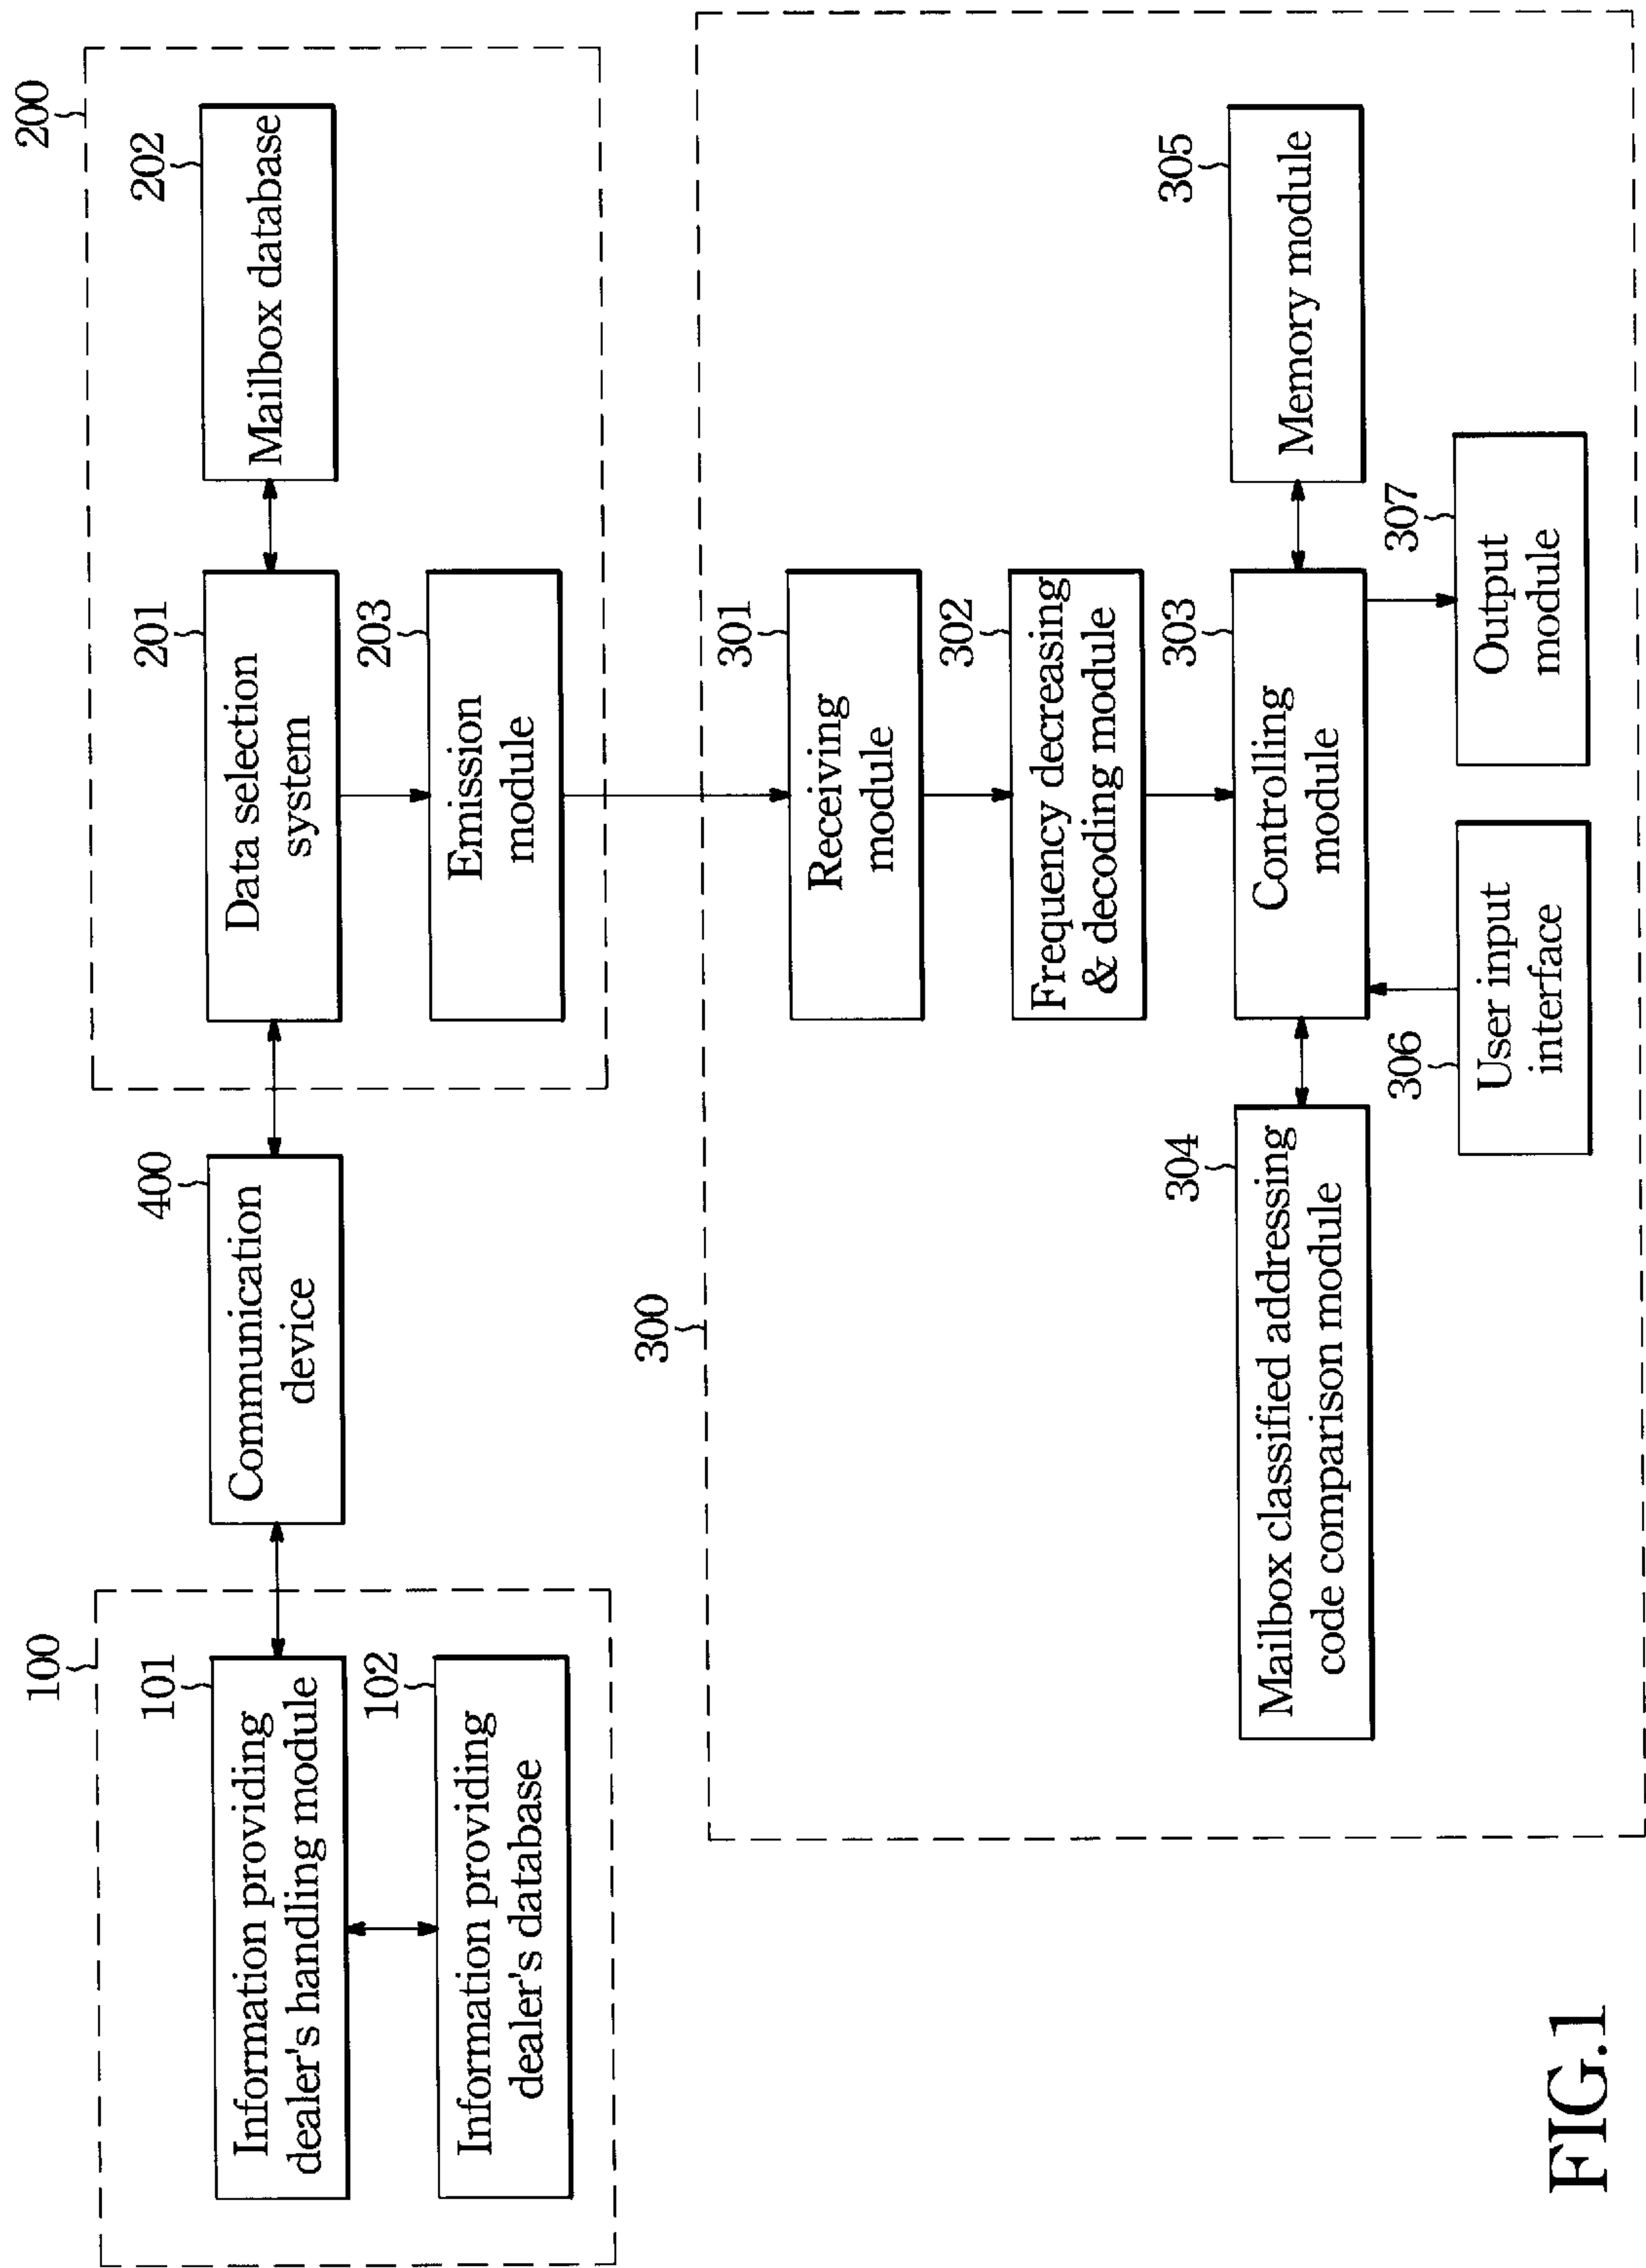 100
101
Information providing
dealer's handling module
102
Information providing
dealer's database
400
Communication
device
200
201
Data selection
system
202
Mailbox database
203
Emission
module
300
301
Receiving
module
302
Frequency decreasing
& decoding module
303
Controlling
module
304
Mailbox classified addressing
code comparison module
305
Memory module
306
User input
interface
307
Output
module
FIG.1